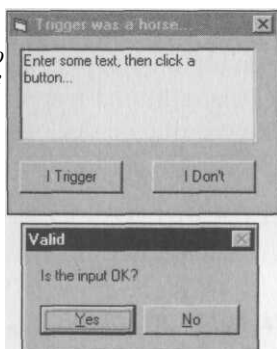 Trigger was a horse...
Enter some text, then click a
button...
I Trigger
I Don't
Valid
Is the input OK?
Yes
No